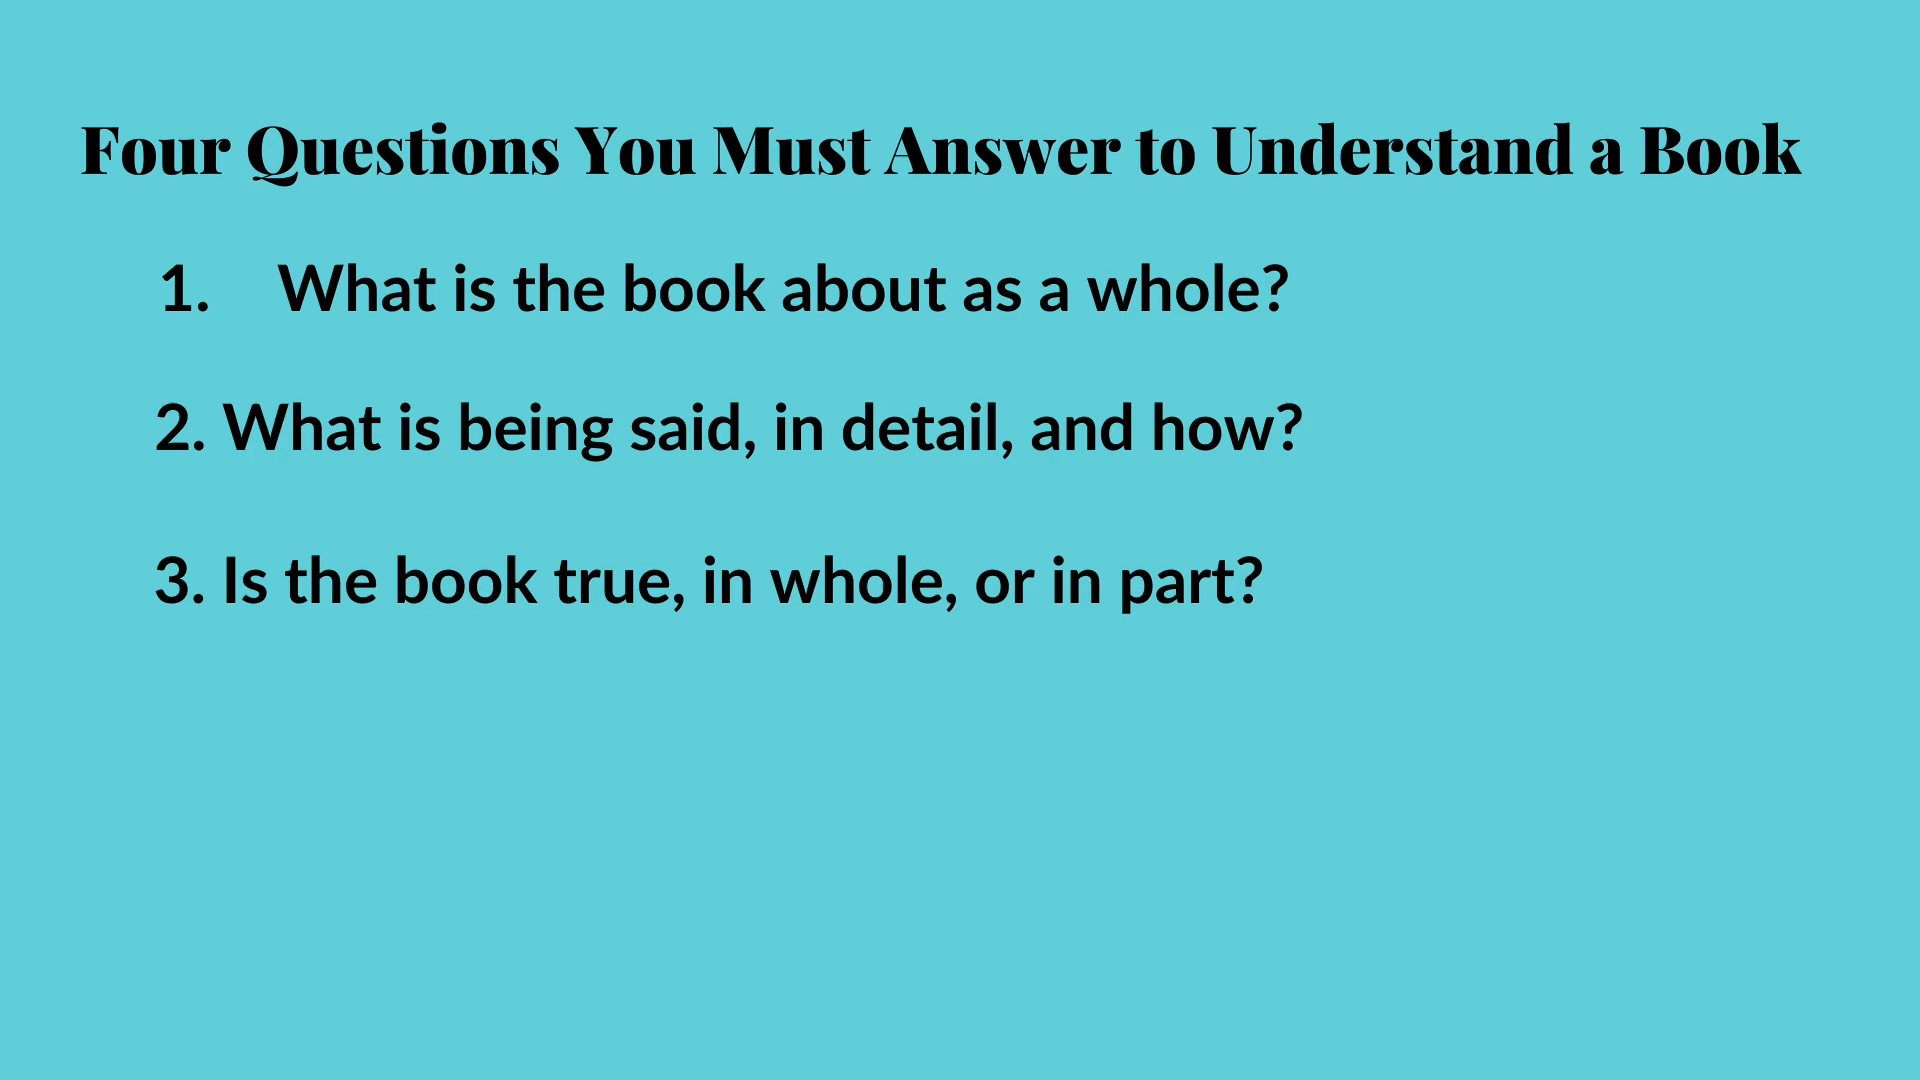 Four Questions You Must Answer to Understand a Book
1. What is the book about as a whole?
2. What is being said, in detail, and how?
3. Is the book true, in whole, or in part?